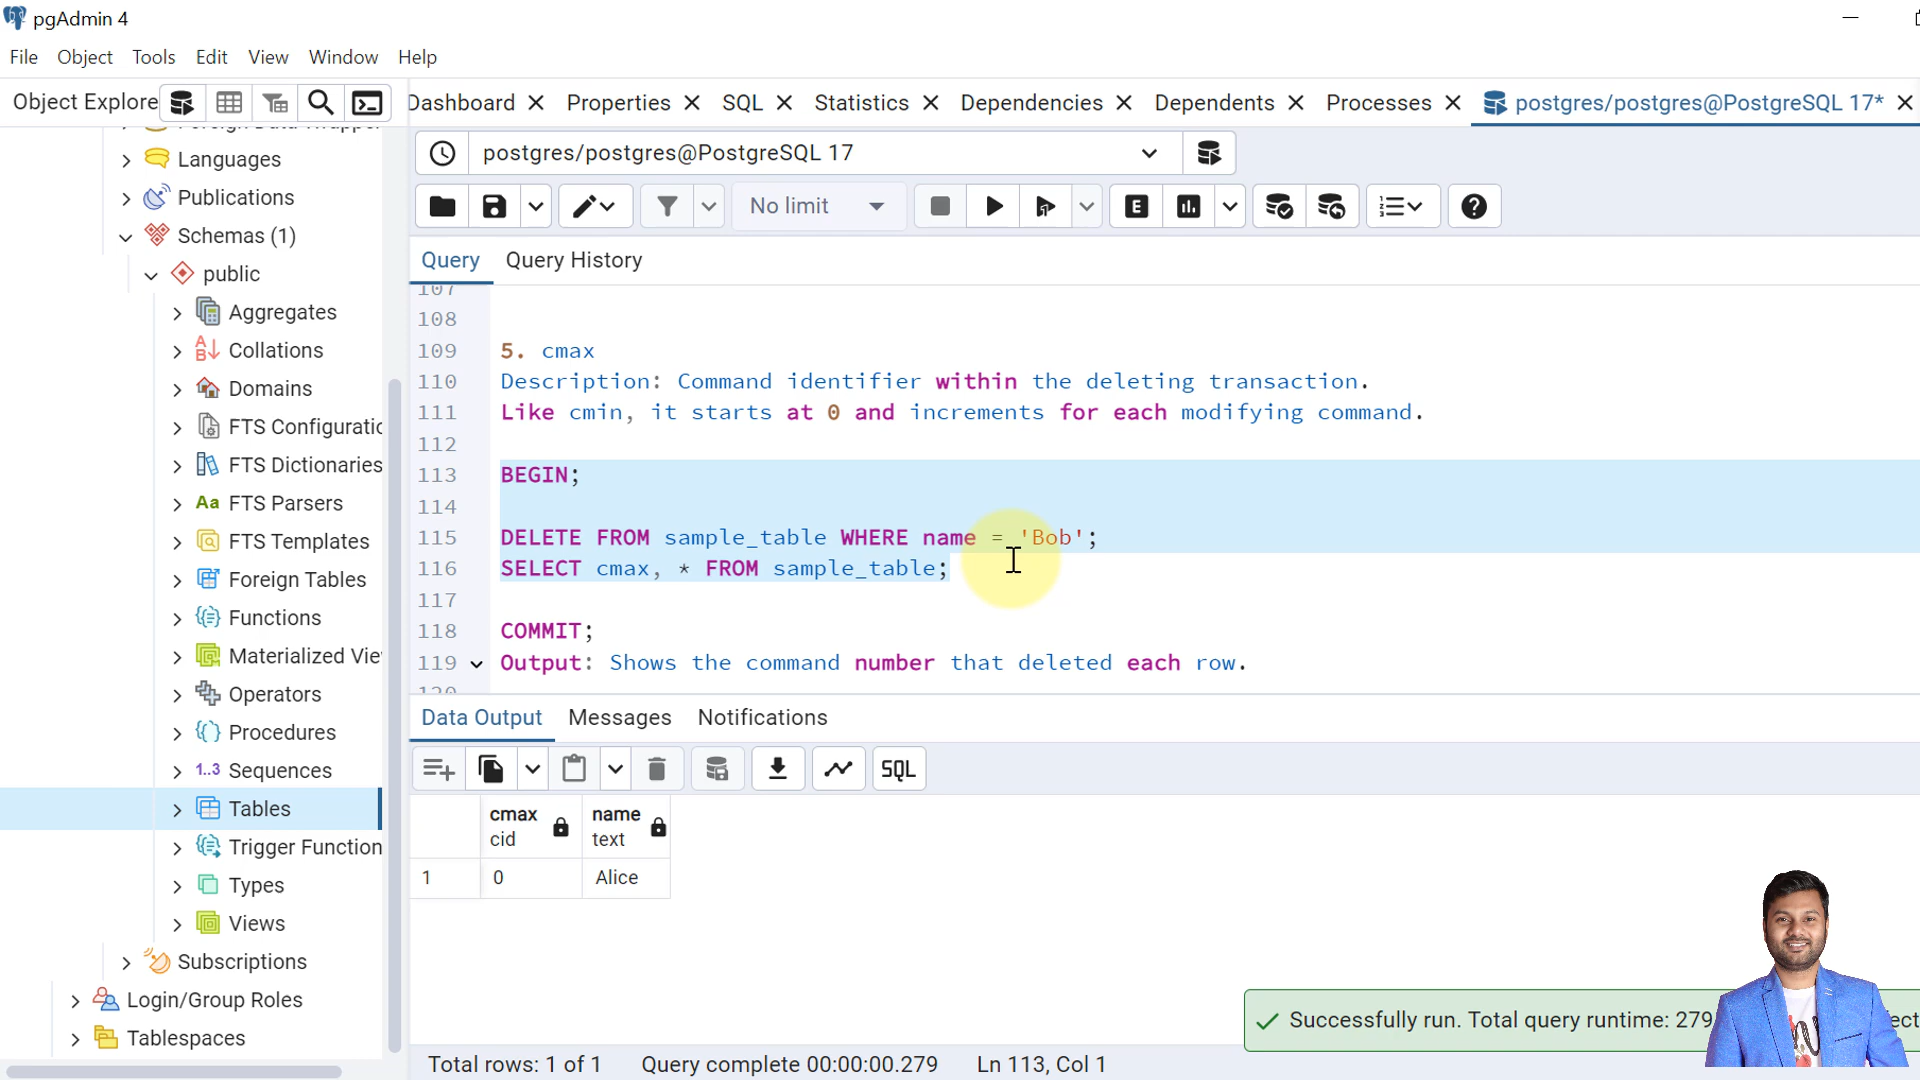 pgAdmin 4
File Object Tools Edit View Window Help
Object Explore
Dashboard Properties SQL Statistics Dependencies Dependents Processes postgres/postgres@PostgreSQL 17*
postgres/postgres@PostgreSQL 17
No limit
E
Query Query History
Languages
Publications
Schemas (1)
public
Aggregates
Collations
Domains
FTS Configuratic
FTS Dictionaries
Aa FTS Parsers
FTS Templates
Foreign Tables
Functions
Materialized Vie
Operators
Procedures
1..3 Sequences
Tables
Trigger Function
Types
Views
Subscriptions
Login/Group Roles
Tablespaces
107
108
109 5. cmax
110 Description: Command identifier within the deleting transaction.
111 Like cmin, it starts at 0 and increments for each modifying command.
112
113 BEGIN;
114
115 DELETE FROM sample_table WHERE name = 'Bob';
116 SELECT cmax, * FROM sample_table;
117
118 COMMIT;
119 Output: Shows the command number that deleted each row.
120
Data Output Messages Notifications
SQL
cmax name
cid text
1 0 Alice
Successfully run. Total query runtime: 279
Total rows: 1 of 1 Query complete 00:00:00.279 Ln 113, Col 1